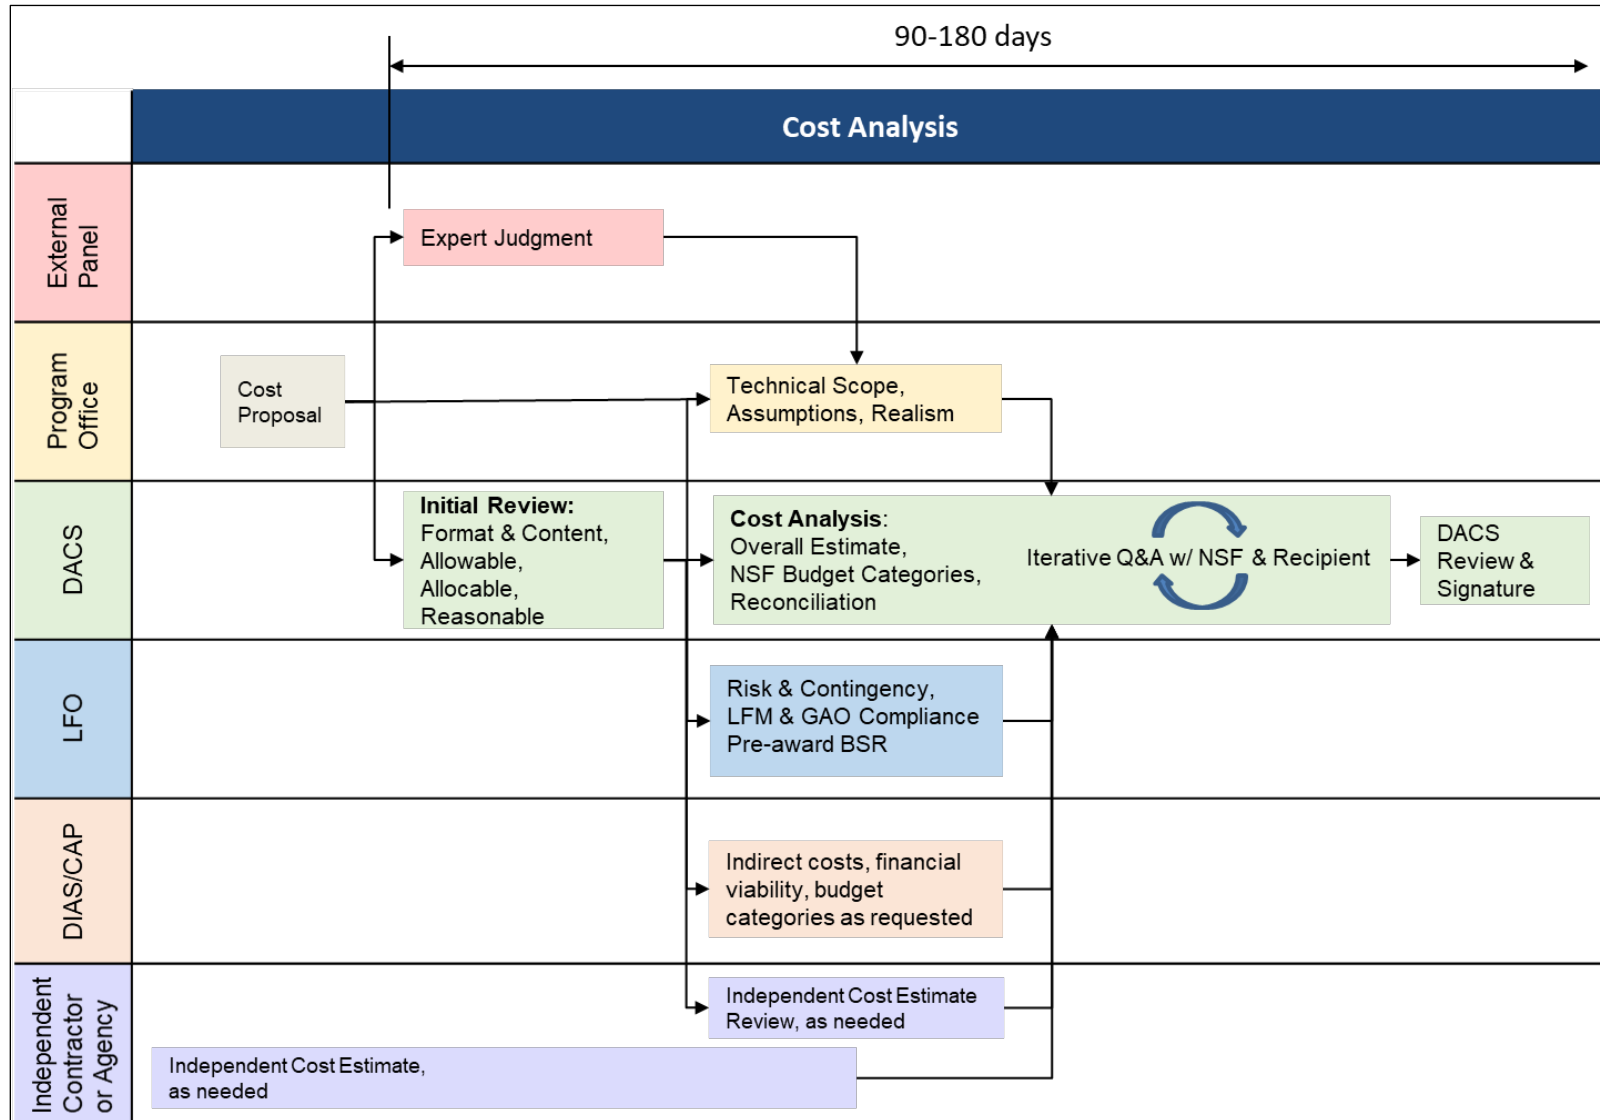 90-180 days
Cost Analysis
External
Panel
Expert Judgment
Program
Office
Cost
Proposal
Technical Scope,
Assumptions, Realism
DACS
Initial Review:
Format & Content,
Allowable,
Allocable,
Reasonable
Cost Analysis:
Overall Estimate,
NSF Budget Categories,
Reconciliation
Iterative Q&A w/ NSF & Recipient
DACS
Review &
Signature
LFO
Risk & Contingency,
LFM & GAO Compliance
Pre-award BSR
DIAS/CAP
Indirect costs, financial
viability, budget
categories as requested
Independent
Contractor
or Agency
Independent Cost Estimate
Review, as needed
Independent Cost Estimate,
as needed